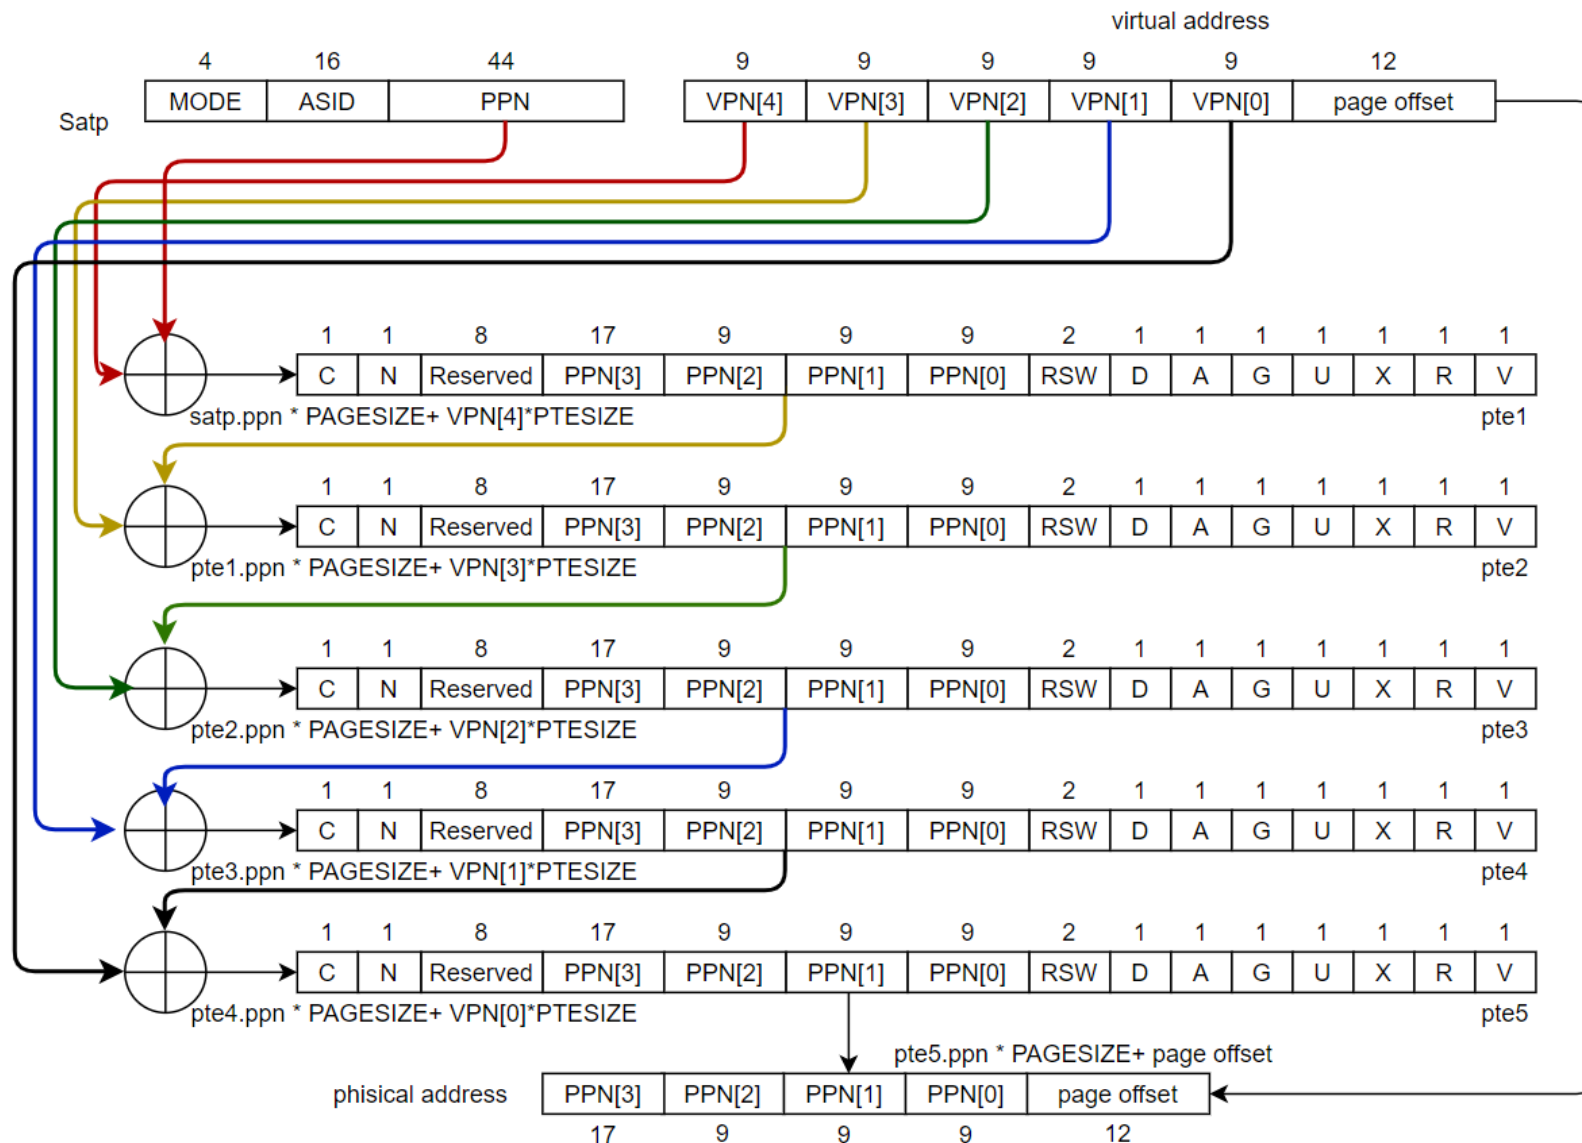 virtual address
4 16 44 9 9 9 9 9 12
MODE ASID PPN VPN[4] VPN[3] VPN[2] VPN[1] VPN[0] page offset
Satp
1 1 8 17 9 9 9 2 1 1 1 1 1 1 1
C N Reserved PPN[3] PPN[2] PPN[1] PPN[0] RSW D A G U X R V
satp.ppn * PAGESIZE+ VPN[4]*PTESIZE pte1
1 1 8 17 9 9 9 2 1 1 1 1 1 1 1
C N Reserved PPN[3] PPN[2] PPN[1] PPN[0] RSW D A G U X R V
pte1.ppn * PAGESIZE+ VPN[3]*PTESIZE pte2
1 1 8 17 9 9 9 2 1 1 1 1 1 1 1
C N Reserved PPN[3] PPN[2] PPN[1] PPN[0] RSW D A G U X R V
pte2.ppn * PAGESIZE+ VPN[2]*PTESIZE pte3
1 1 8 17 9 9 9 2 1 1 1 1 1 1 1
C N Reserved PPN[3] PPN[2] PPN[1] PPN[0] RSW D A G U X R V
pte3.ppn * PAGESIZE+ VPN[1]*PTESIZE pte4
1 1 8 17 9 9 9 2 1 1 1 1 1 1 1
C N Reserved PPN[3] PPN[2] PPN[1] PPN[0] RSW D A G U X R V
pte4.ppn * PAGESIZE+ VPN[0]*PTESIZE pte5
pte5.ppn * PAGESIZE+ page offset
phisical address PPN[3] PPN[2] PPN[1] PPN[0] page offset
17 9 9 9 12